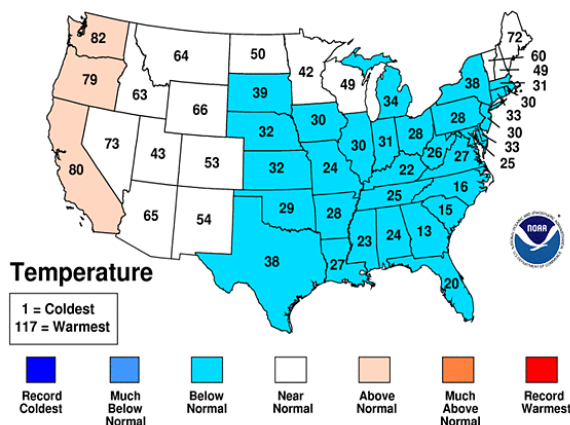 82
64
50
42
72
60
49
31
30
33
30
33
25
79
63
66
39
49
34
38
80
73
43
53
32
32
30
30
31
28
28
24
22
26
27
65
54
29
28
25
16
15
38
27
23
24
13
20
NOAA
Temperature
1 = Coldest
117 = Warmest
Record
Coldest
Much
Below
Normal
Below
Normal
Near
Normal
Above
Normal
Much
Above
Normal
Record
Warmest